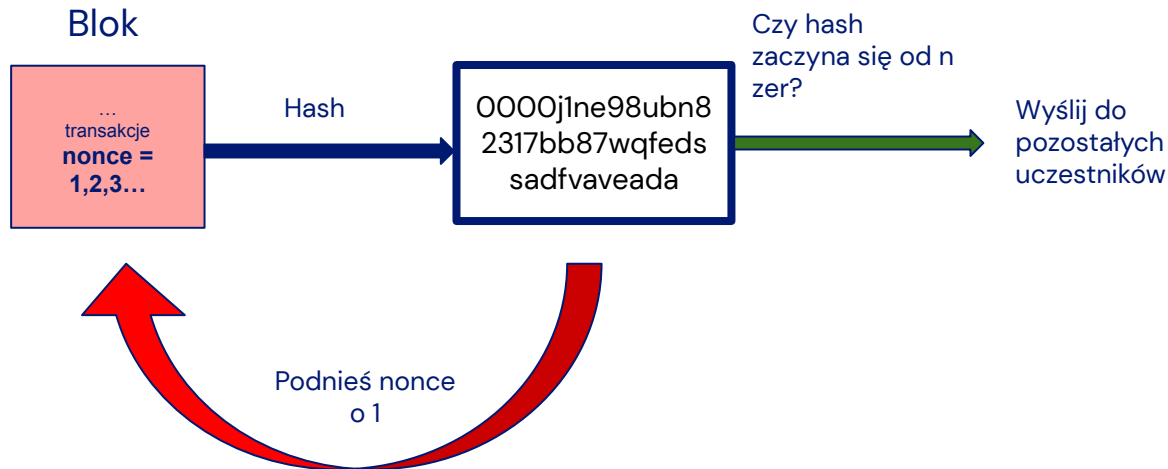 Blok
…
transakcje
nonce =
1,2,3…
Hash
0000j1ne98ubn8
2317bb87wqfeds
sadfvaveada
Czy hash
zaczyna się od n
zer?
Wyślij do
pozostałych
uczestników
Podnieś nonce
o 1